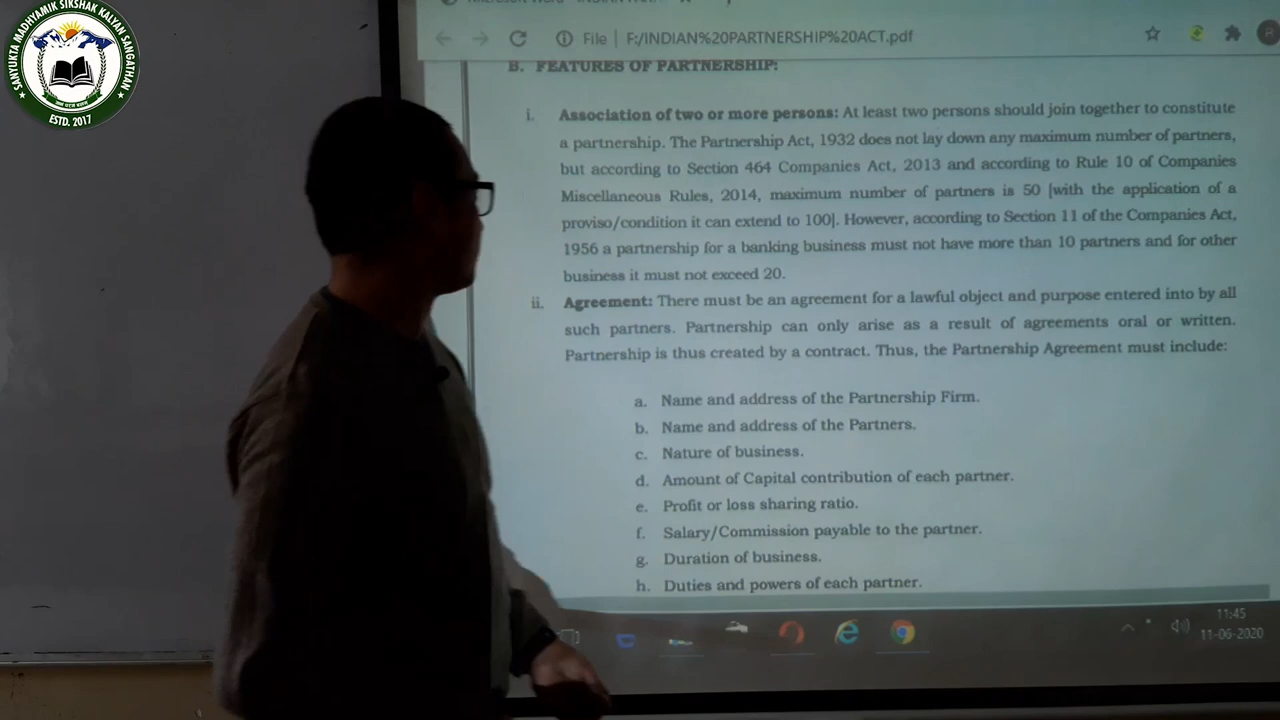 SANYUKTA MADHYAMIK SIKSHAK KALYAN SANGATHAN
ESTD. 2017
File | F:/INDIAN%20PARTNERSHIP%20ACT.pdf
B. FEATURES OF PARTNERSHIP:
i. Association of two or more persons: At least two persons should join together to constitute
a partnership. The Partnership Act, 1932 does not lay down any maximum number of partners,
but according to Section 464 Companies Act, 2013 and according to Rule 10 of Companies
Miscellaneous Rules, 2014, maximum number of partners is 50 [with the application of a
proviso/condition it can extend to 100]. However, according to Section 11 of the Companies Act,
1956 a partnership for a banking business must not have more than 10 partners and for other
business it must not exceed 20.
ii. Agreement: There must be an agreement for a lawful object and purpose entered into by all
such partners. Partnership can only arise as a result of agreements oral or written.
Partnership is thus created by a contract. Thus, the Partnership Agreement must include:
a. Name and address of the Partnership Firm.
b. Name and address of the Partners.
c. Nature of business.
d. Amount of Capital contribution of each partner.
e. Profit or loss sharing ratio.
f. Salary/Commission payable to the partner.
g. Duration of business.
h. Duties and powers of each partner.
11:45
11-06-2020